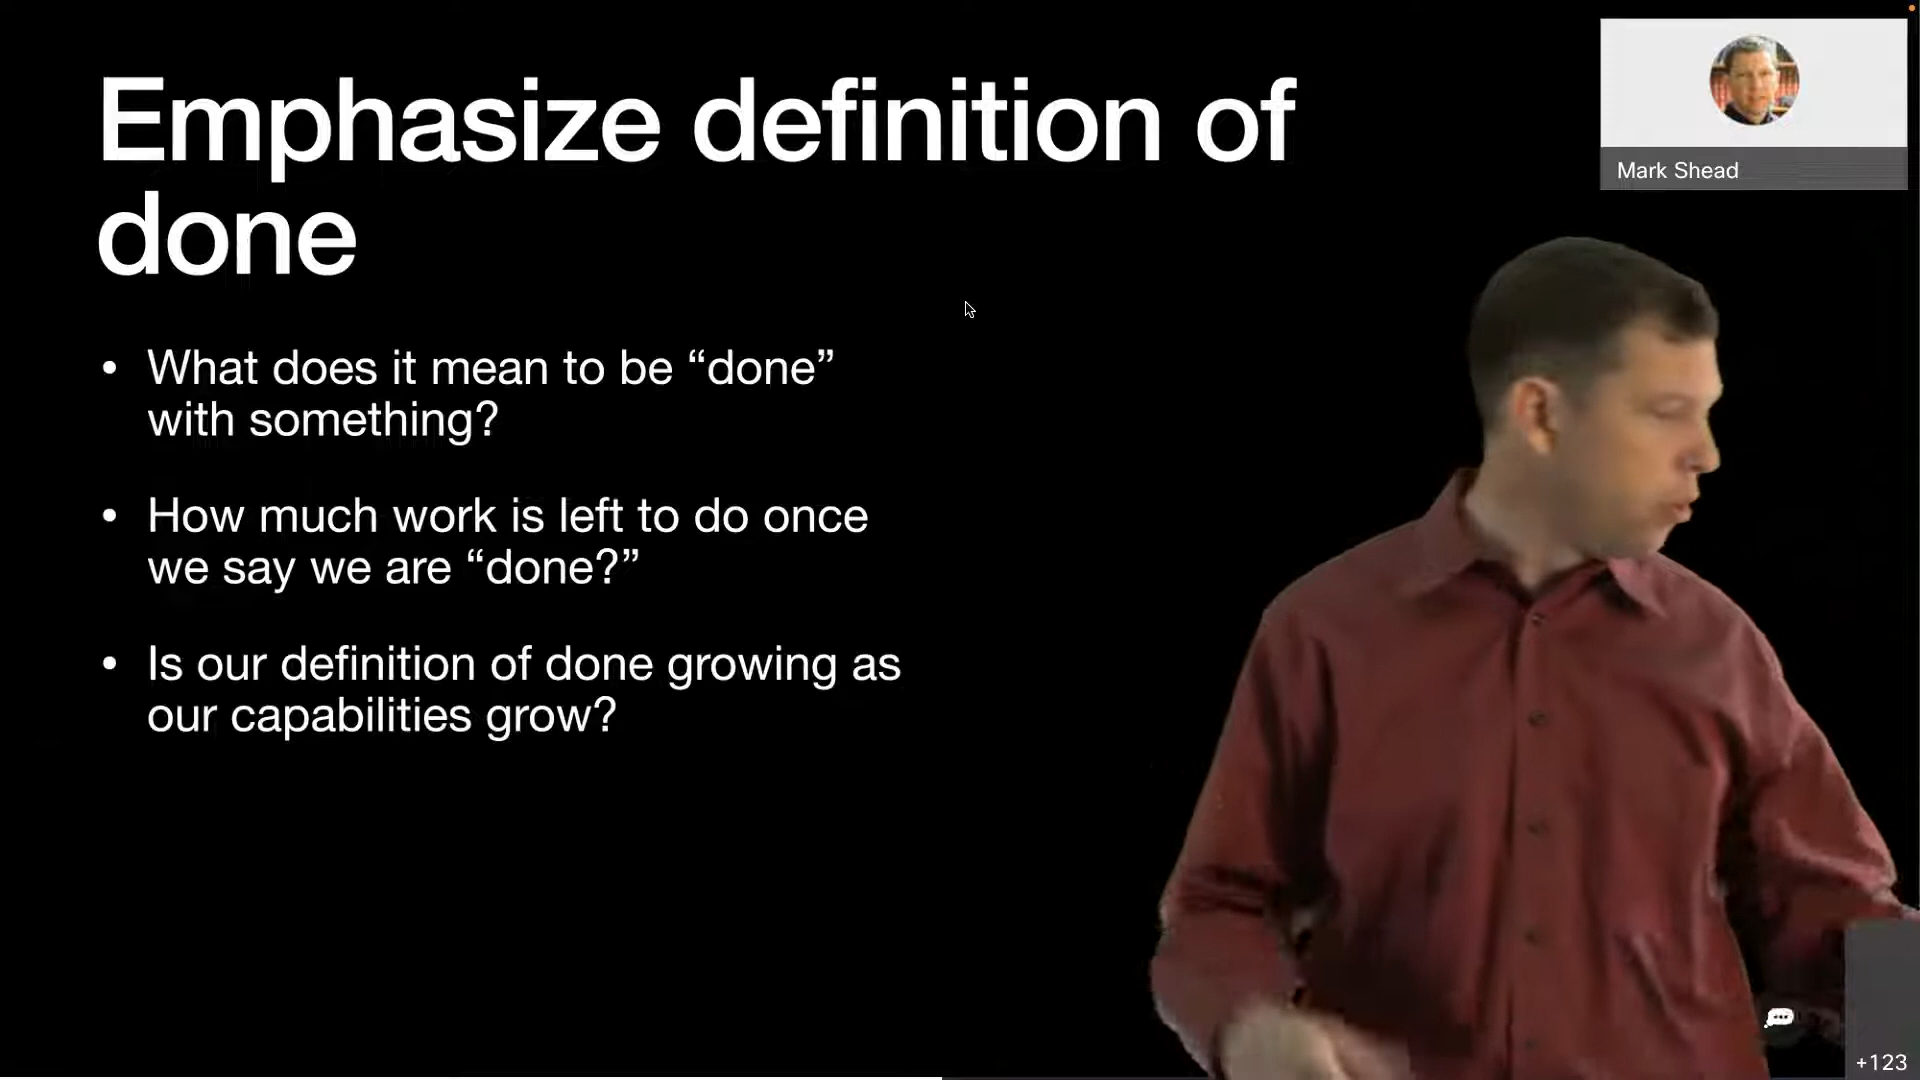 Emphasize definition of
done
• What does it mean to be “done”
with something?
• How much work is left to do once
we say we are “done?”
• Is our definition of done growing as
our capabilities grow?
Mark Shead
+123